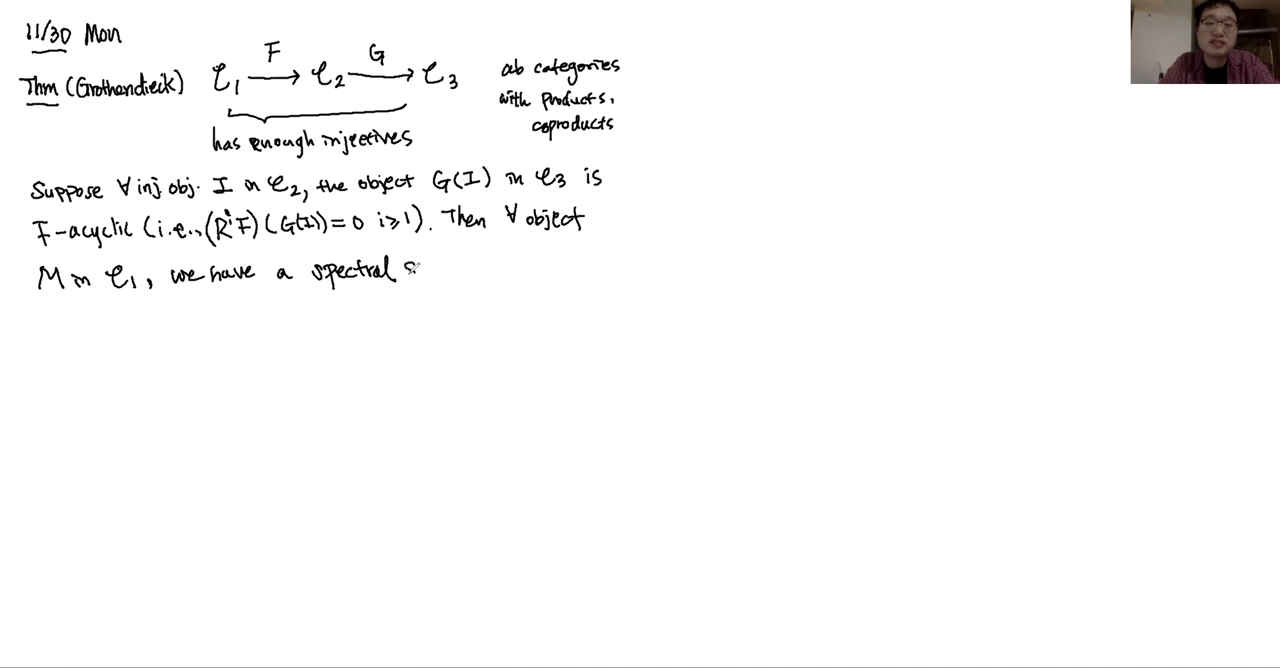 11/30 Mon
Thm (Grothendieck) 𝒞₁ —F→ 𝒞₂ —G→ 𝒞₃ ab categories
with products,
coproducts
has enough injectives
Suppose ∀ inj obj. I in 𝒞₂, the object G(I) in 𝒞₃ is
F-acyclic (i.e., (RⁱF)(G(I)) = 0 i ≥ 1). Then ∀ object
M in 𝒞₁, we have a spectral s